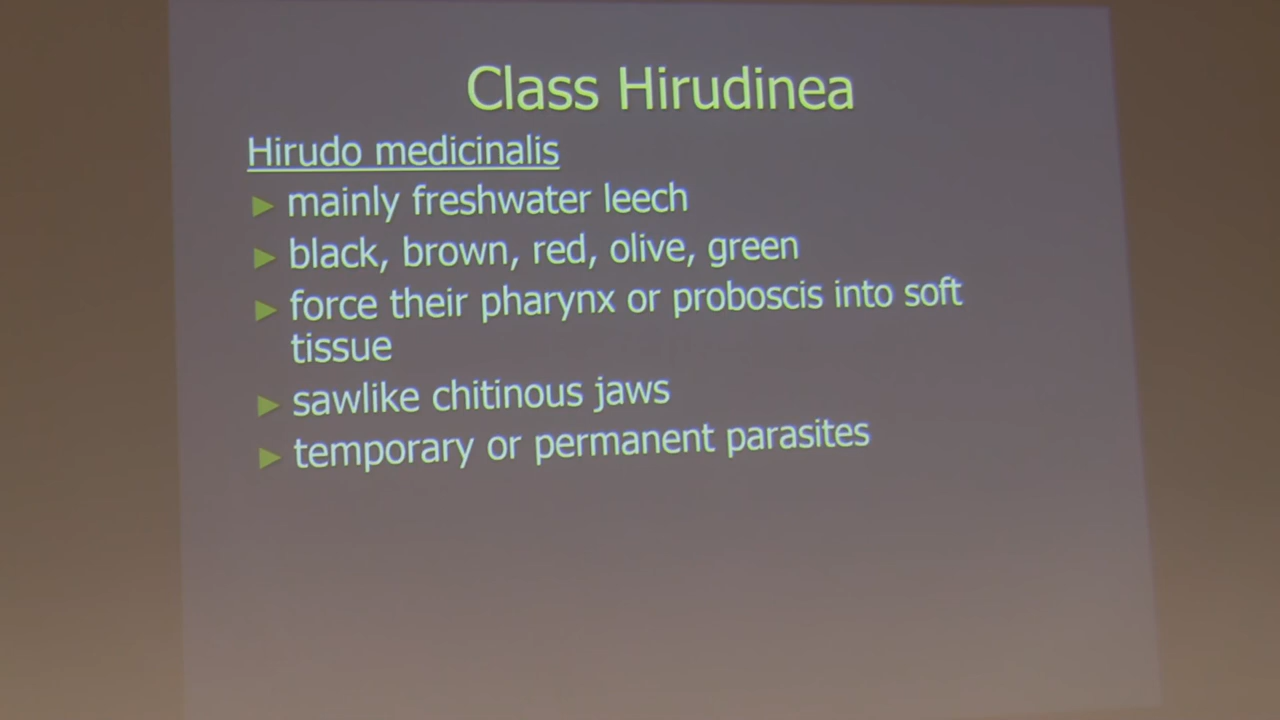 Class Hirudinea
Hirudo medicinalis
► mainly freshwater leech
► black, brown, red, olive, green
► force their pharynx or proboscis into soft
tissue
► sawlike chitinous jaws
► temporary or permanent parasites